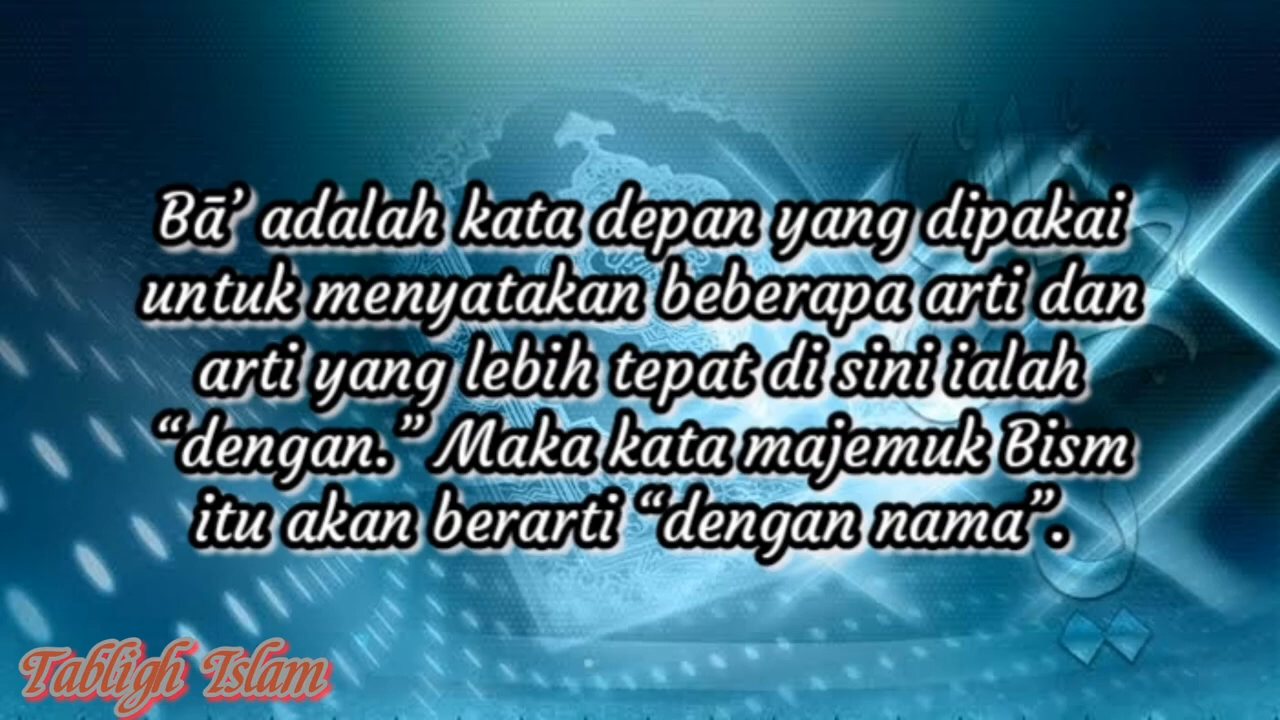 Bā’ adalah kata depan yang dipakai
untuk menyatakan beberapa arti dan
arti yang lebih tepat di sini ialah
“dengan.” Maka kata majemuk Bism
itu akan berarti “dengan nama”.
Tabligh Islam